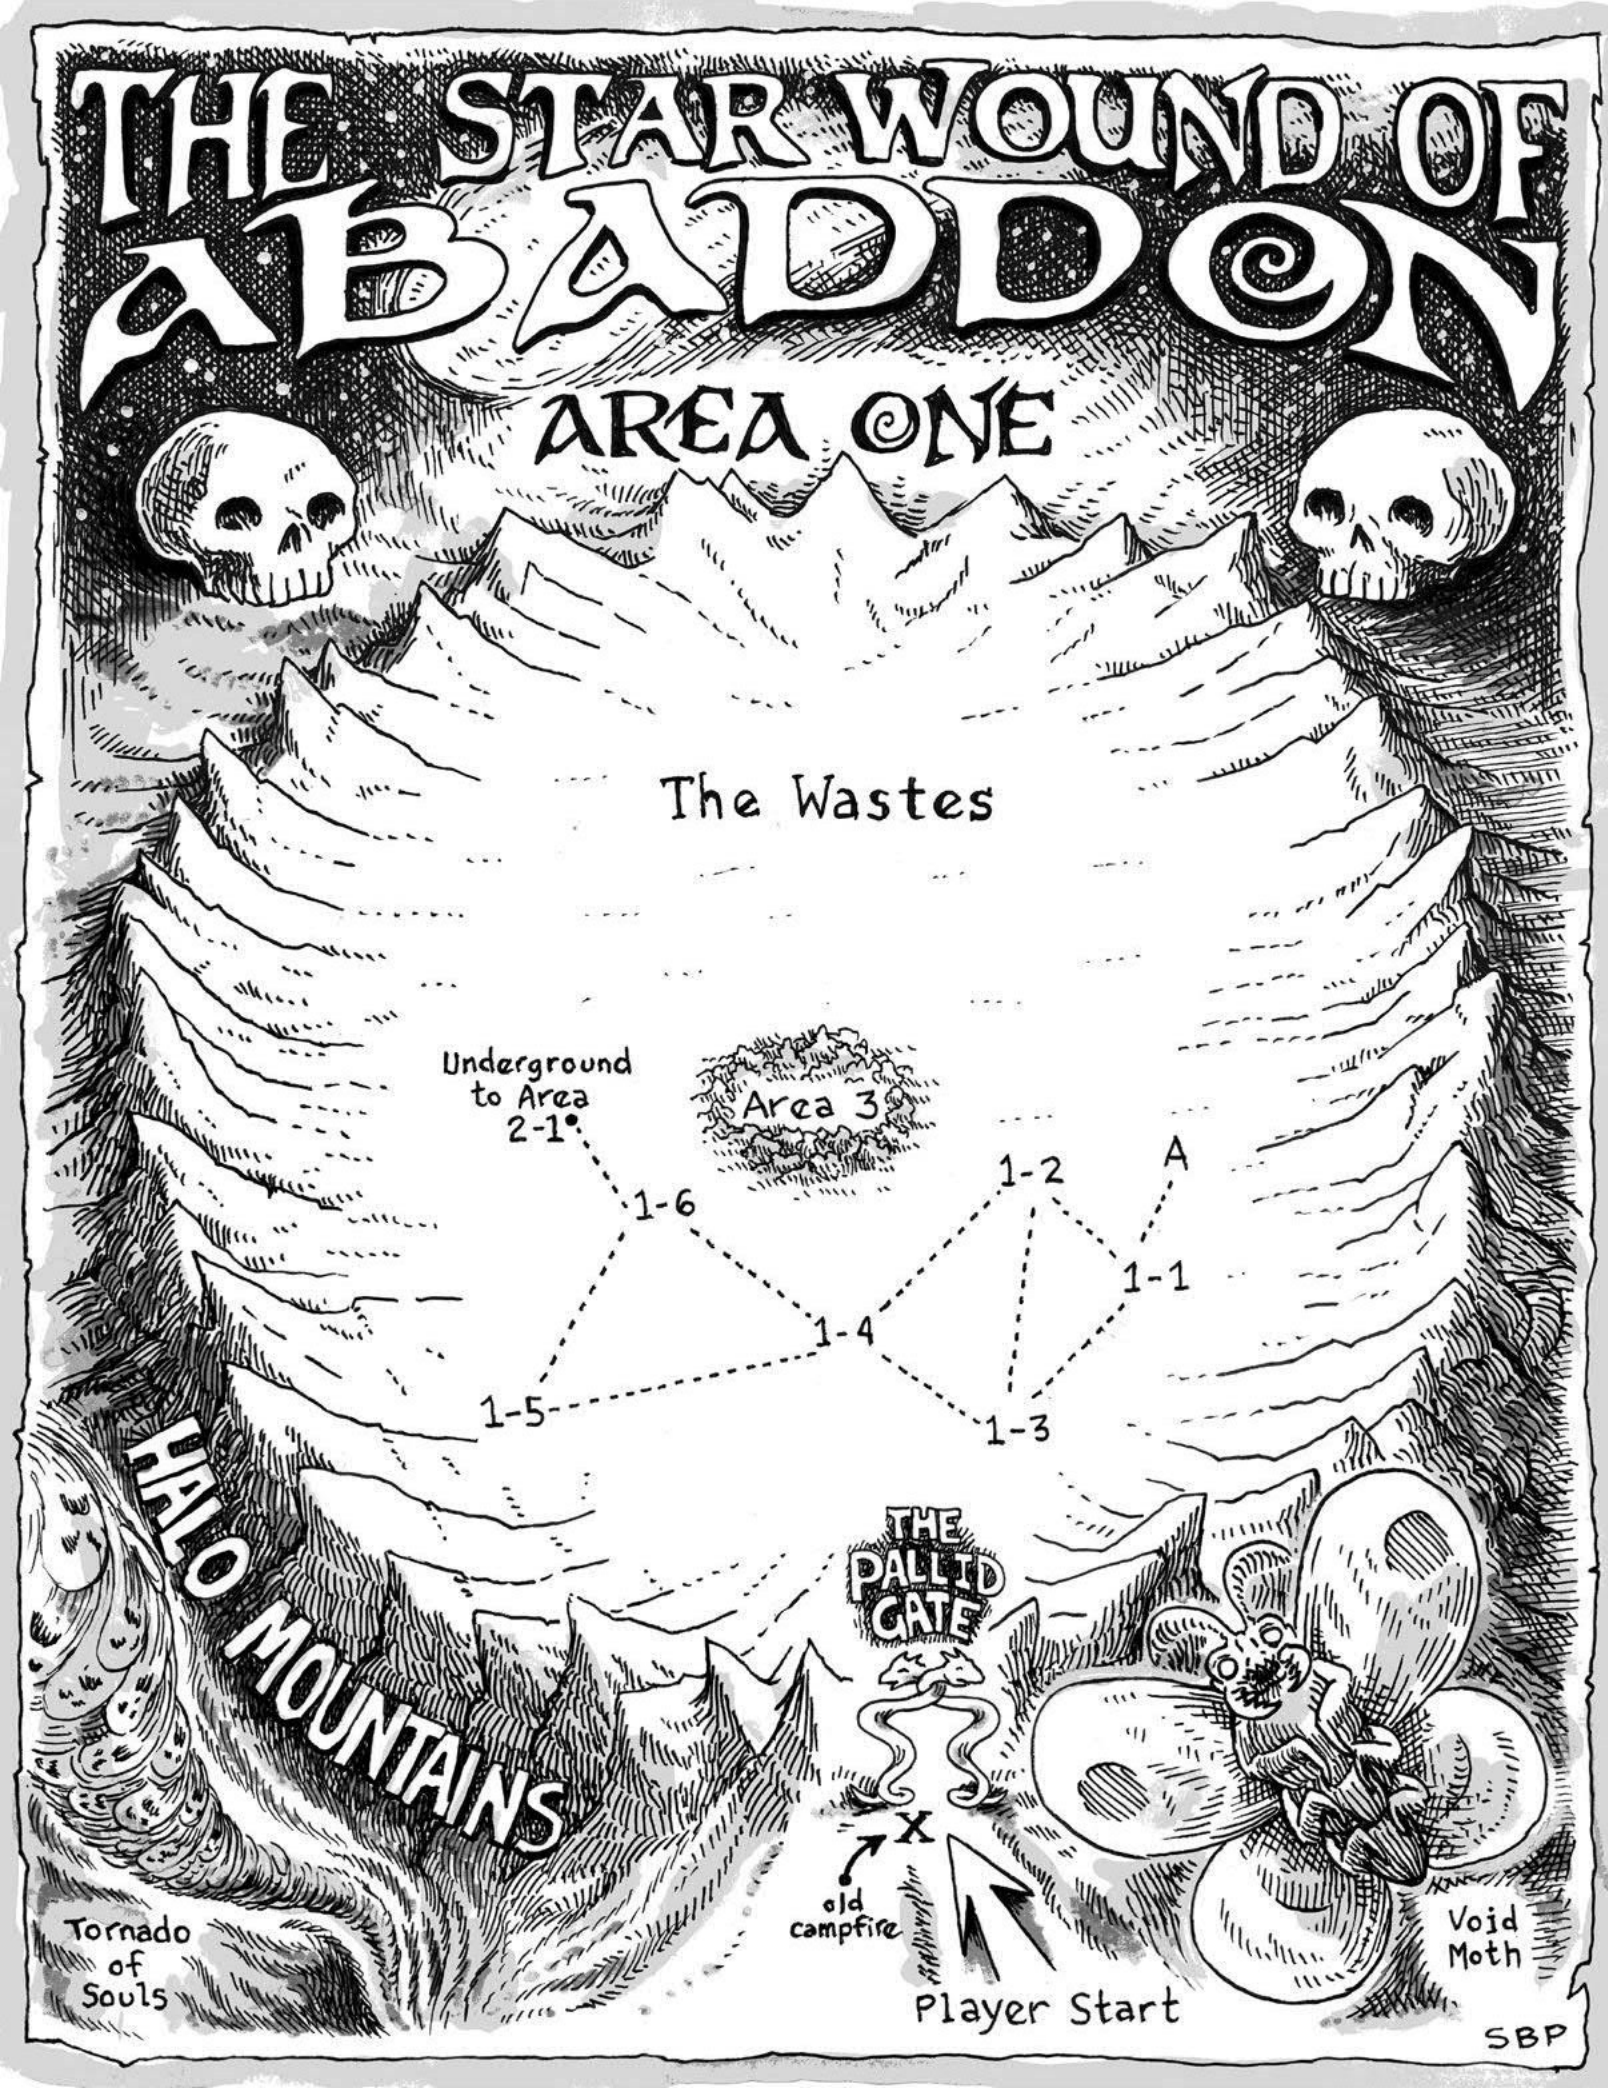 THE STAR WOUND OF
ABADDON
AREA ONE
The Wastes
Underground
to Area
2-1
Area 3
1-2
A
1-6
1-1
1-4
1-5
1-3
HALO MOUNTAINS
THE
PALLID
GATE
X
old
campfire
Player Start
Tornado
of
Souls
Void
Moth
SBP